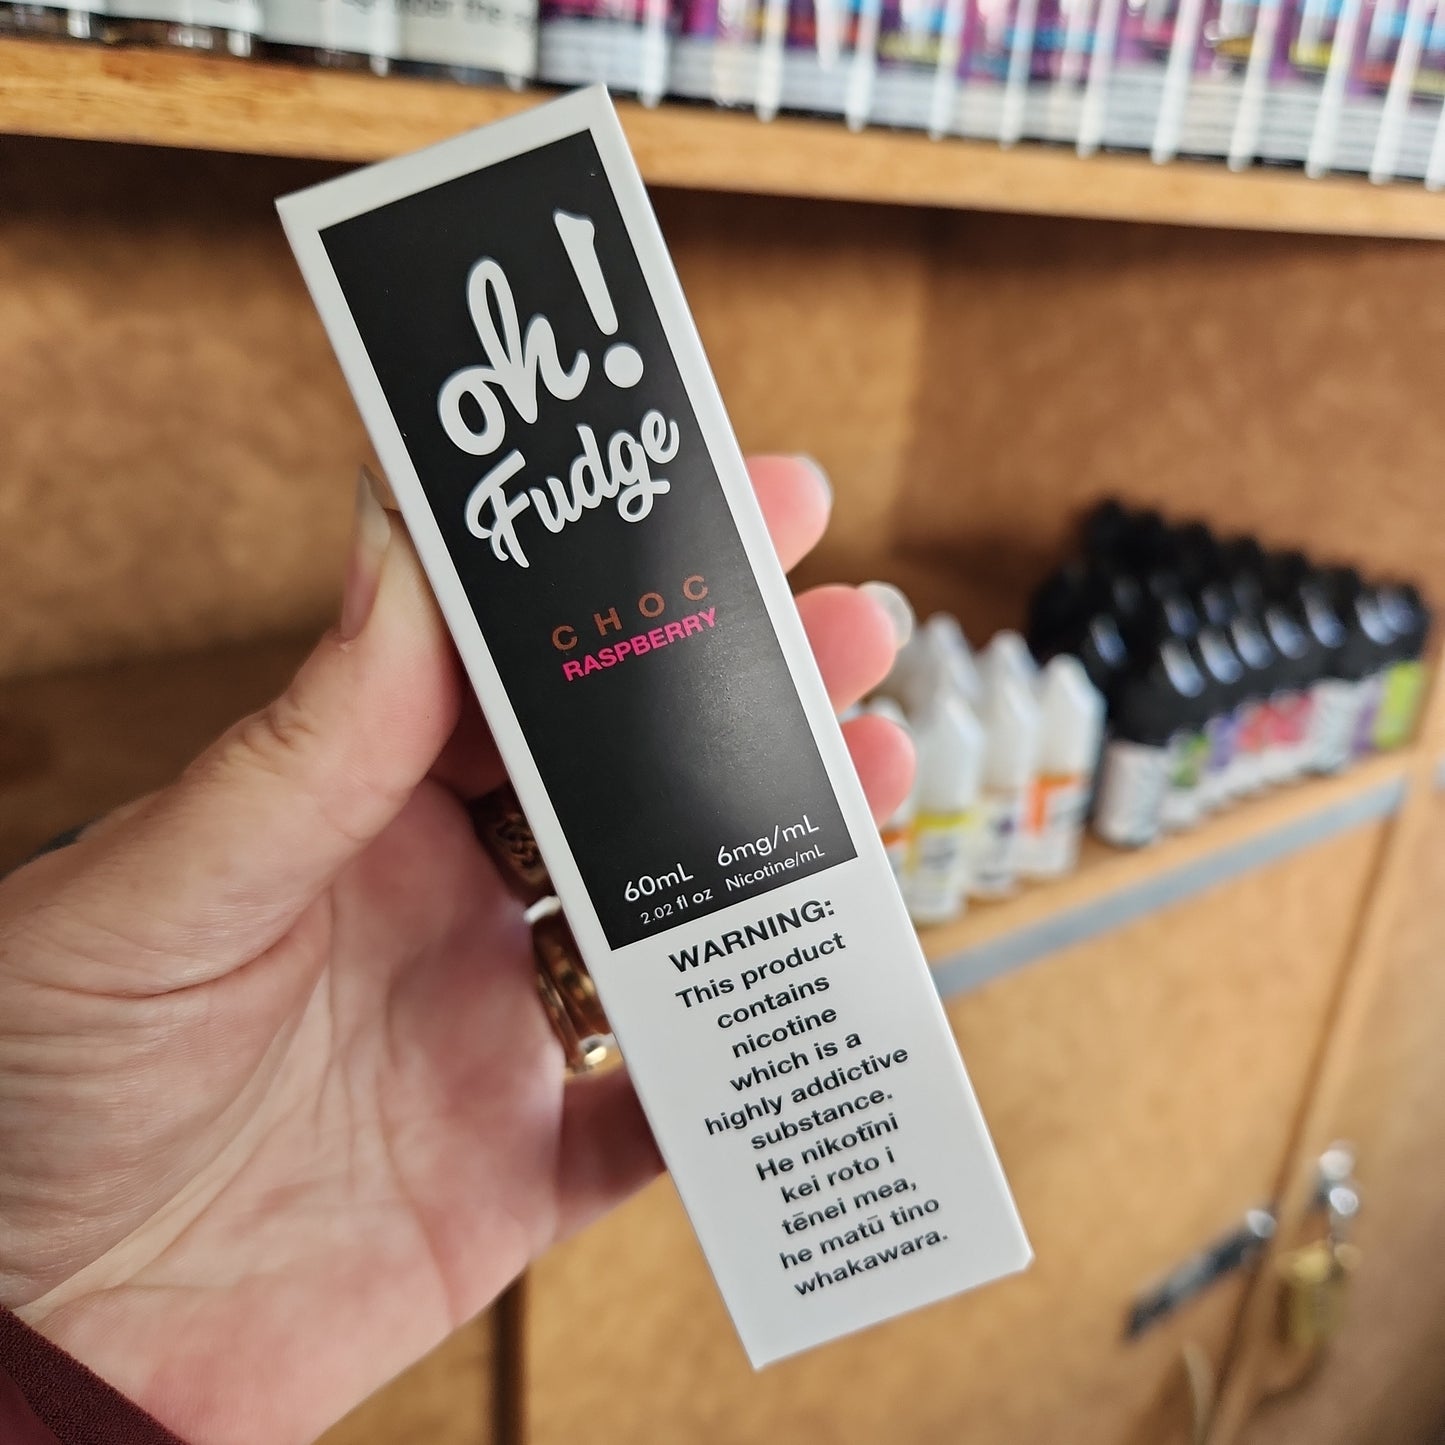 oh!
Fudge
CHOC
RASPBERRY
60mL 6mg/mL
2.02 fl oz Nicotine/mL
WARNING:
This product
contains
nicotine
which is a
highly addictive
substance.
He nikotīni
kei roto i
tēnei mea,
he matū tino
whakawara.